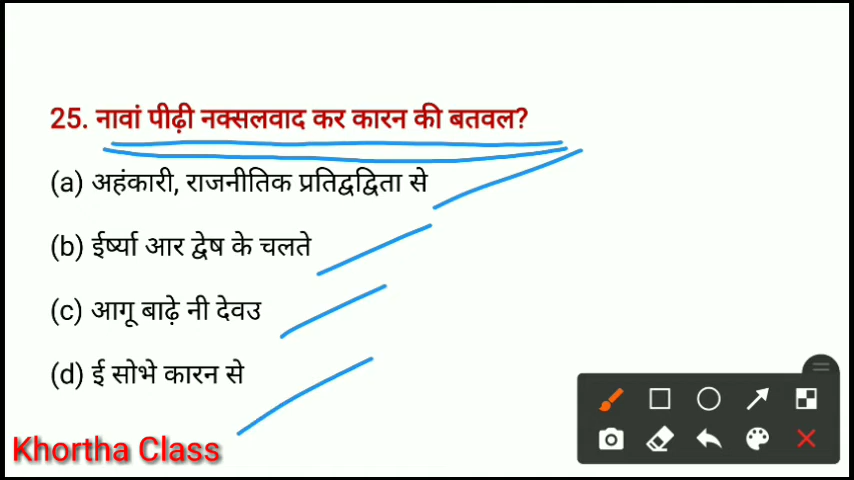 25. नावां पीढ़ी नक्सलवाद कर कारन की बतवल?
(a) अहंकारी, राजनीतिक प्रतिद्वद्विता से
(b) ईर्ष्या आर द्वेष के चलते
(c) आगू बाढ़े नी देवउ
(d) ई सोभे कारन से
Khortha Class